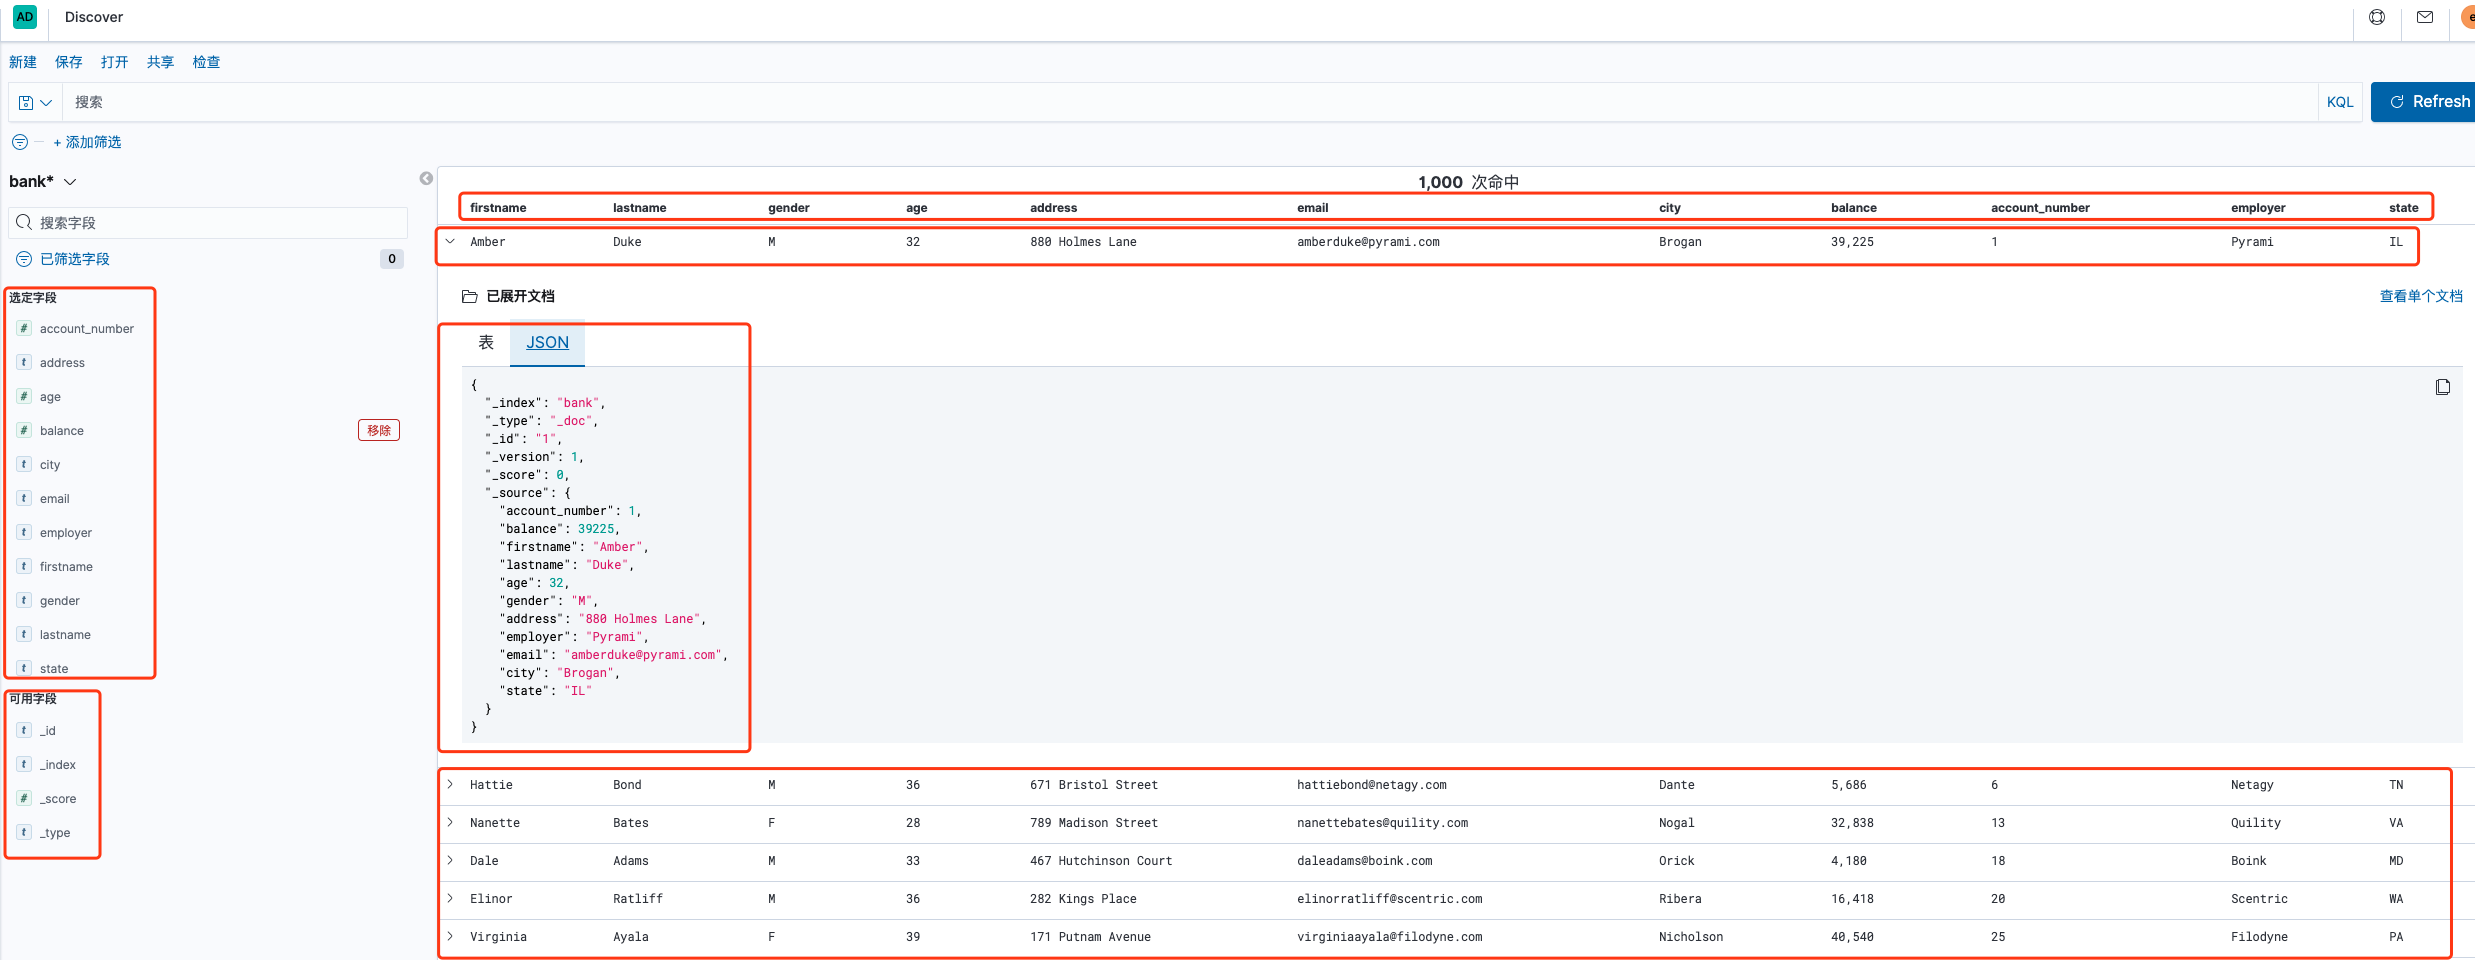 AD Discover e
新建 保存 打开 共享 检查
搜索 KQL Refresh
+ 添加筛选
bank*
搜索字段
已筛选字段 0
选定字段
# account_number
t address
# age
# balance 移除
t city
t email
t employer
t firstname
t gender
t lastname
t state
可用字段
t _id
t _index
# _score
t _type
1,000 次命中
firstname lastname gender age address email city balance account_number employer state
Amber Duke M 32 880 Holmes Lane amberduke@pyrami.com Brogan 39,225 1 Pyrami IL
已展开文档 查看单个文档
表 JSON
{
"_index": "bank",
"_type": "_doc",
"_id": "1",
"_version": 1,
"_score": 0,
"_source": {
"account_number": 1,
"balance": 39225,
"firstname": "Amber",
"lastname": "Duke",
"age": 32,
"gender": "M",
"address": "880 Holmes Lane",
"employer": "Pyrami",
"email": "amberduke@pyrami.com",
"city": "Brogan",
"state": "IL"
}
}
Hattie Bond M 36 671 Bristol Street hattiebond@netagy.com Dante 5,686 6 Netagy TN
Nanette Bates F 28 789 Madison Street nanettebates@quility.com Nogal 32,838 13 Quility VA
Dale Adams M 33 467 Hutchinson Court daleadams@boink.com Orick 4,180 18 Boink MD
Elinor Ratliff M 36 282 Kings Place elinorratliff@scentric.com Ribera 16,418 20 Scentric WA
Virginia Ayala F 39 171 Putnam Avenue virginiaayala@filodyne.com Nicholson 40,540 25 Filodyne PA